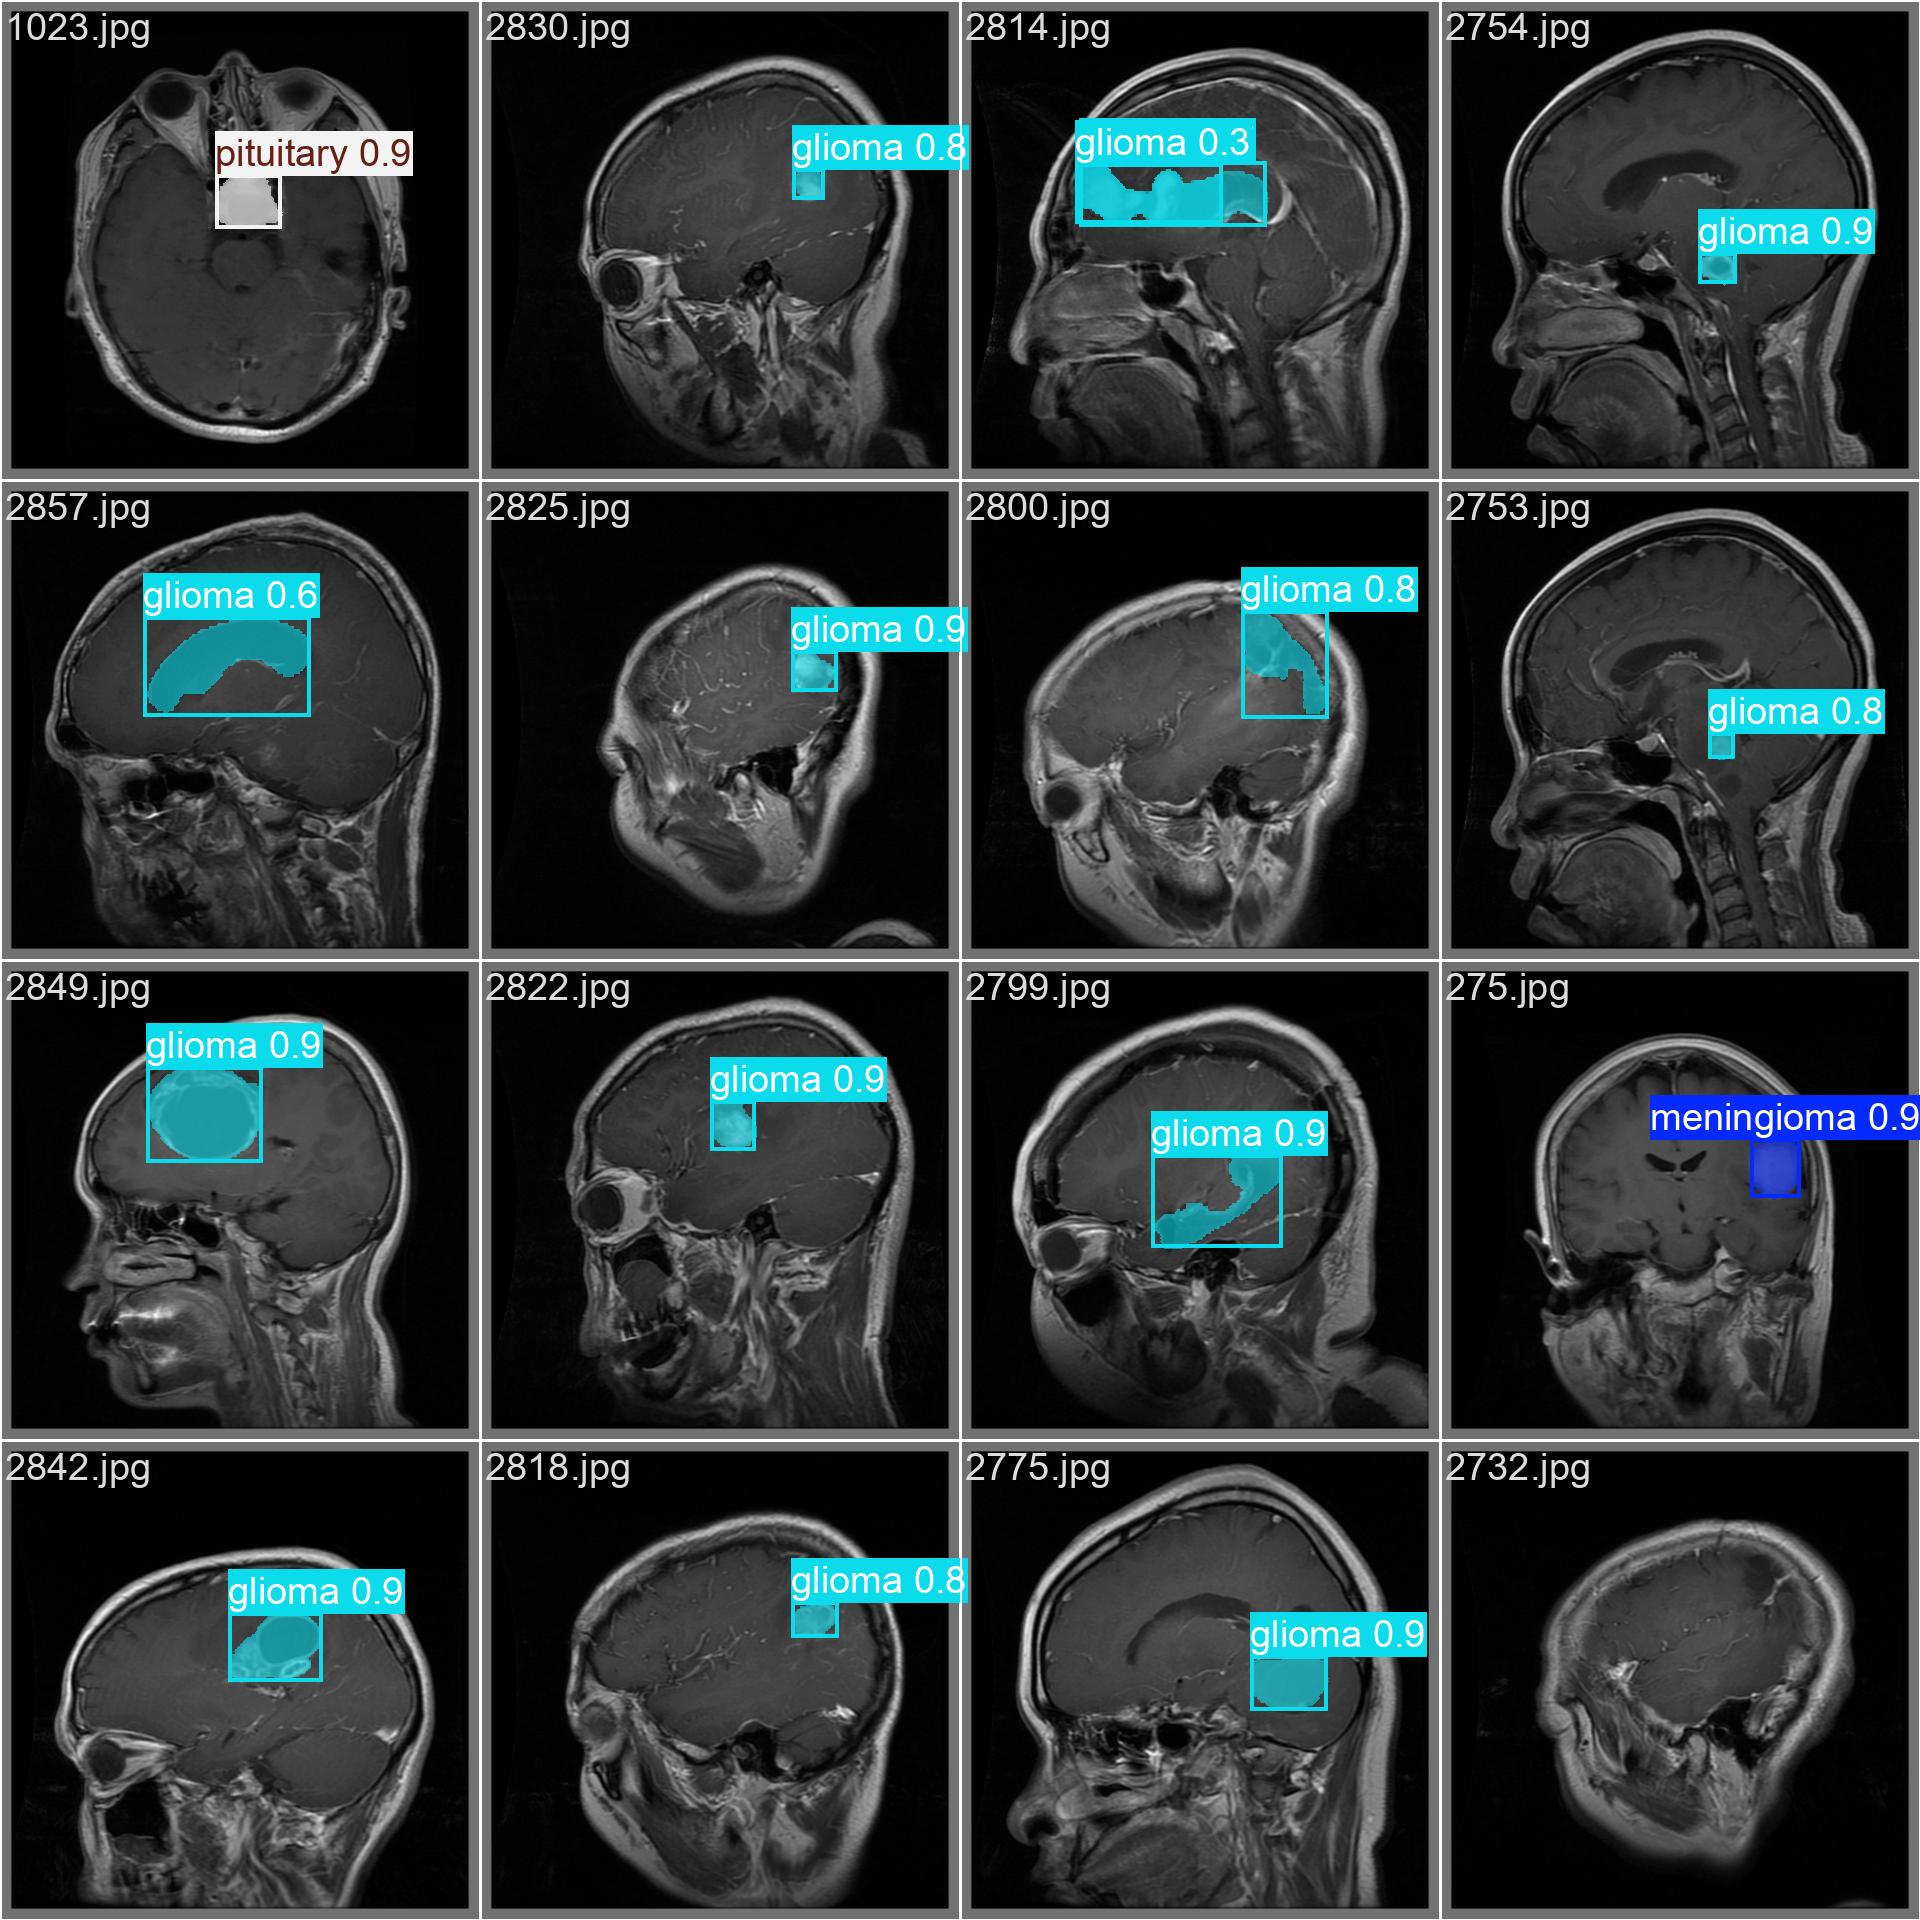 1023.jpg
pituitary 0.9
2830.jpg
glioma 0.8
2814.jpg
glioma 0.3
2754.jpg
glioma 0.9
2857.jpg
glioma 0.6
2825.jpg
glioma 0.9
2800.jpg
glioma 0.8
2753.jpg
glioma 0.8
2849.jpg
glioma 0.9
2822.jpg
glioma 0.9
2799.jpg
glioma 0.9
275.jpg
meningioma 0.9
2842.jpg
glioma 0.9
2818.jpg
glioma 0.8
2775.jpg
glioma 0.9
2732.jpg